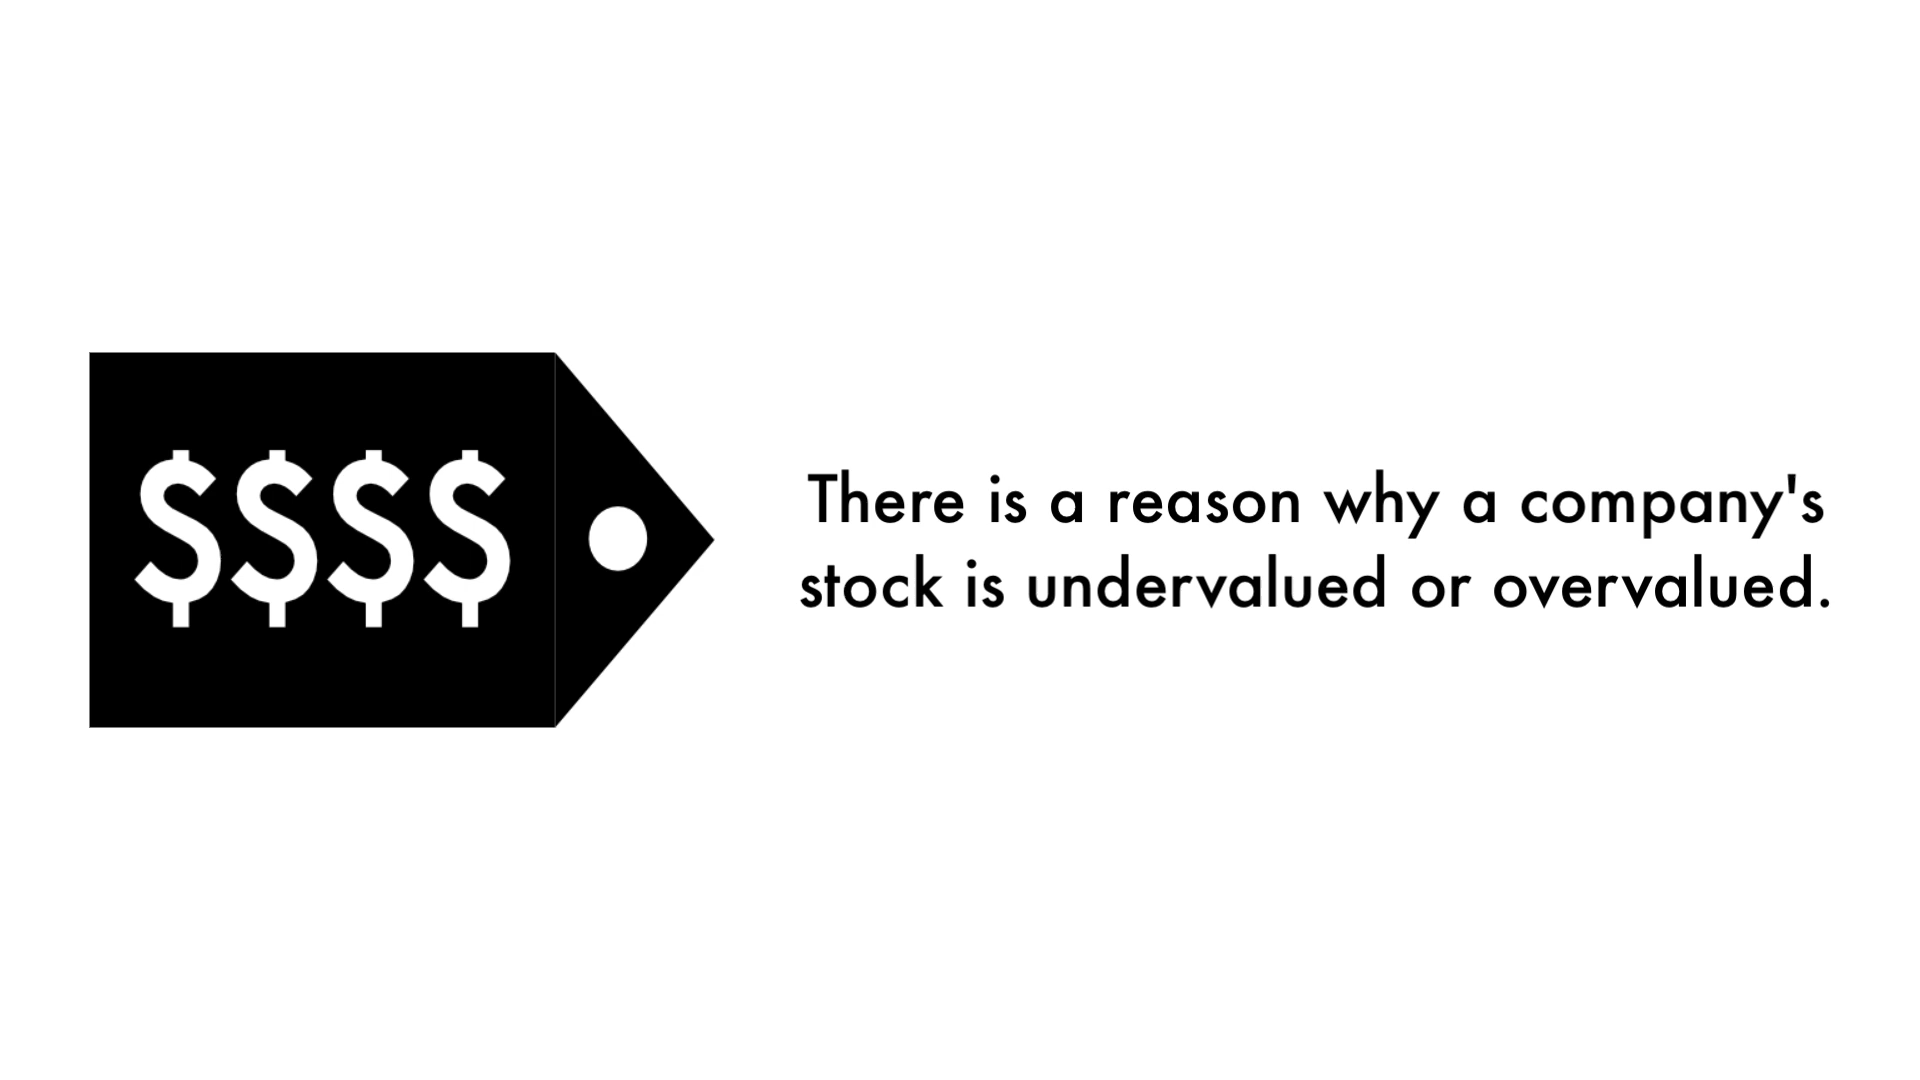 $$$$
There is a reason why a company's
stock is undervalued or overvalued.